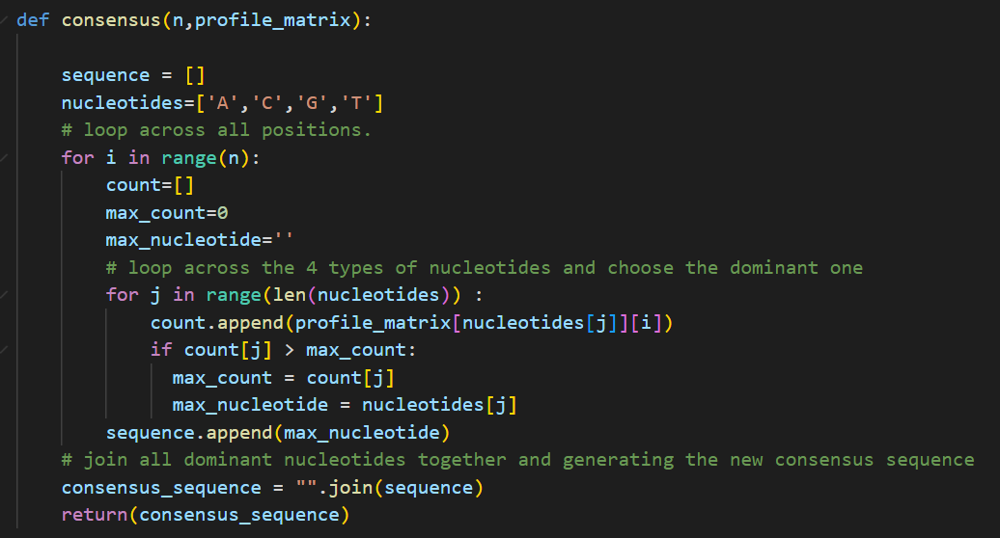 def consensus(n,profile_matrix):
    sequence = []
    nucleotides=['A','C','G','T']
    # loop across all positions.
    for i in range(n):
        count=[]
        max_count=0
        max_nucleotide=''
        # loop across the 4 types of nucleotides and choose the dominant one
        for j in range(len(nucleotides)) :
            count.append(profile_matrix[nucleotides[j]][i])
            if count[j] > max_count:
              max_count = count[j]
              max_nucleotide = nucleotides[j]
        sequence.append(max_nucleotide)
    # join all dominant nucleotides together and generating the new consensus sequence
    consensus_sequence = "".join(sequence)
    return(consensus_sequence)